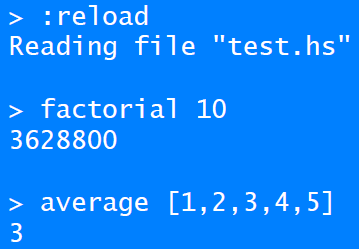 > :reload
Reading file "test.hs"
> factorial 10
3628800
> average [1,2,3,4,5]
3